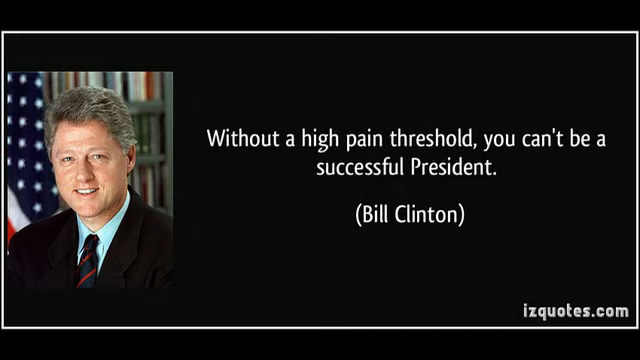 Without a high pain threshold, you can't be a
successful President.
(Bill Clinton)
izquotes.com